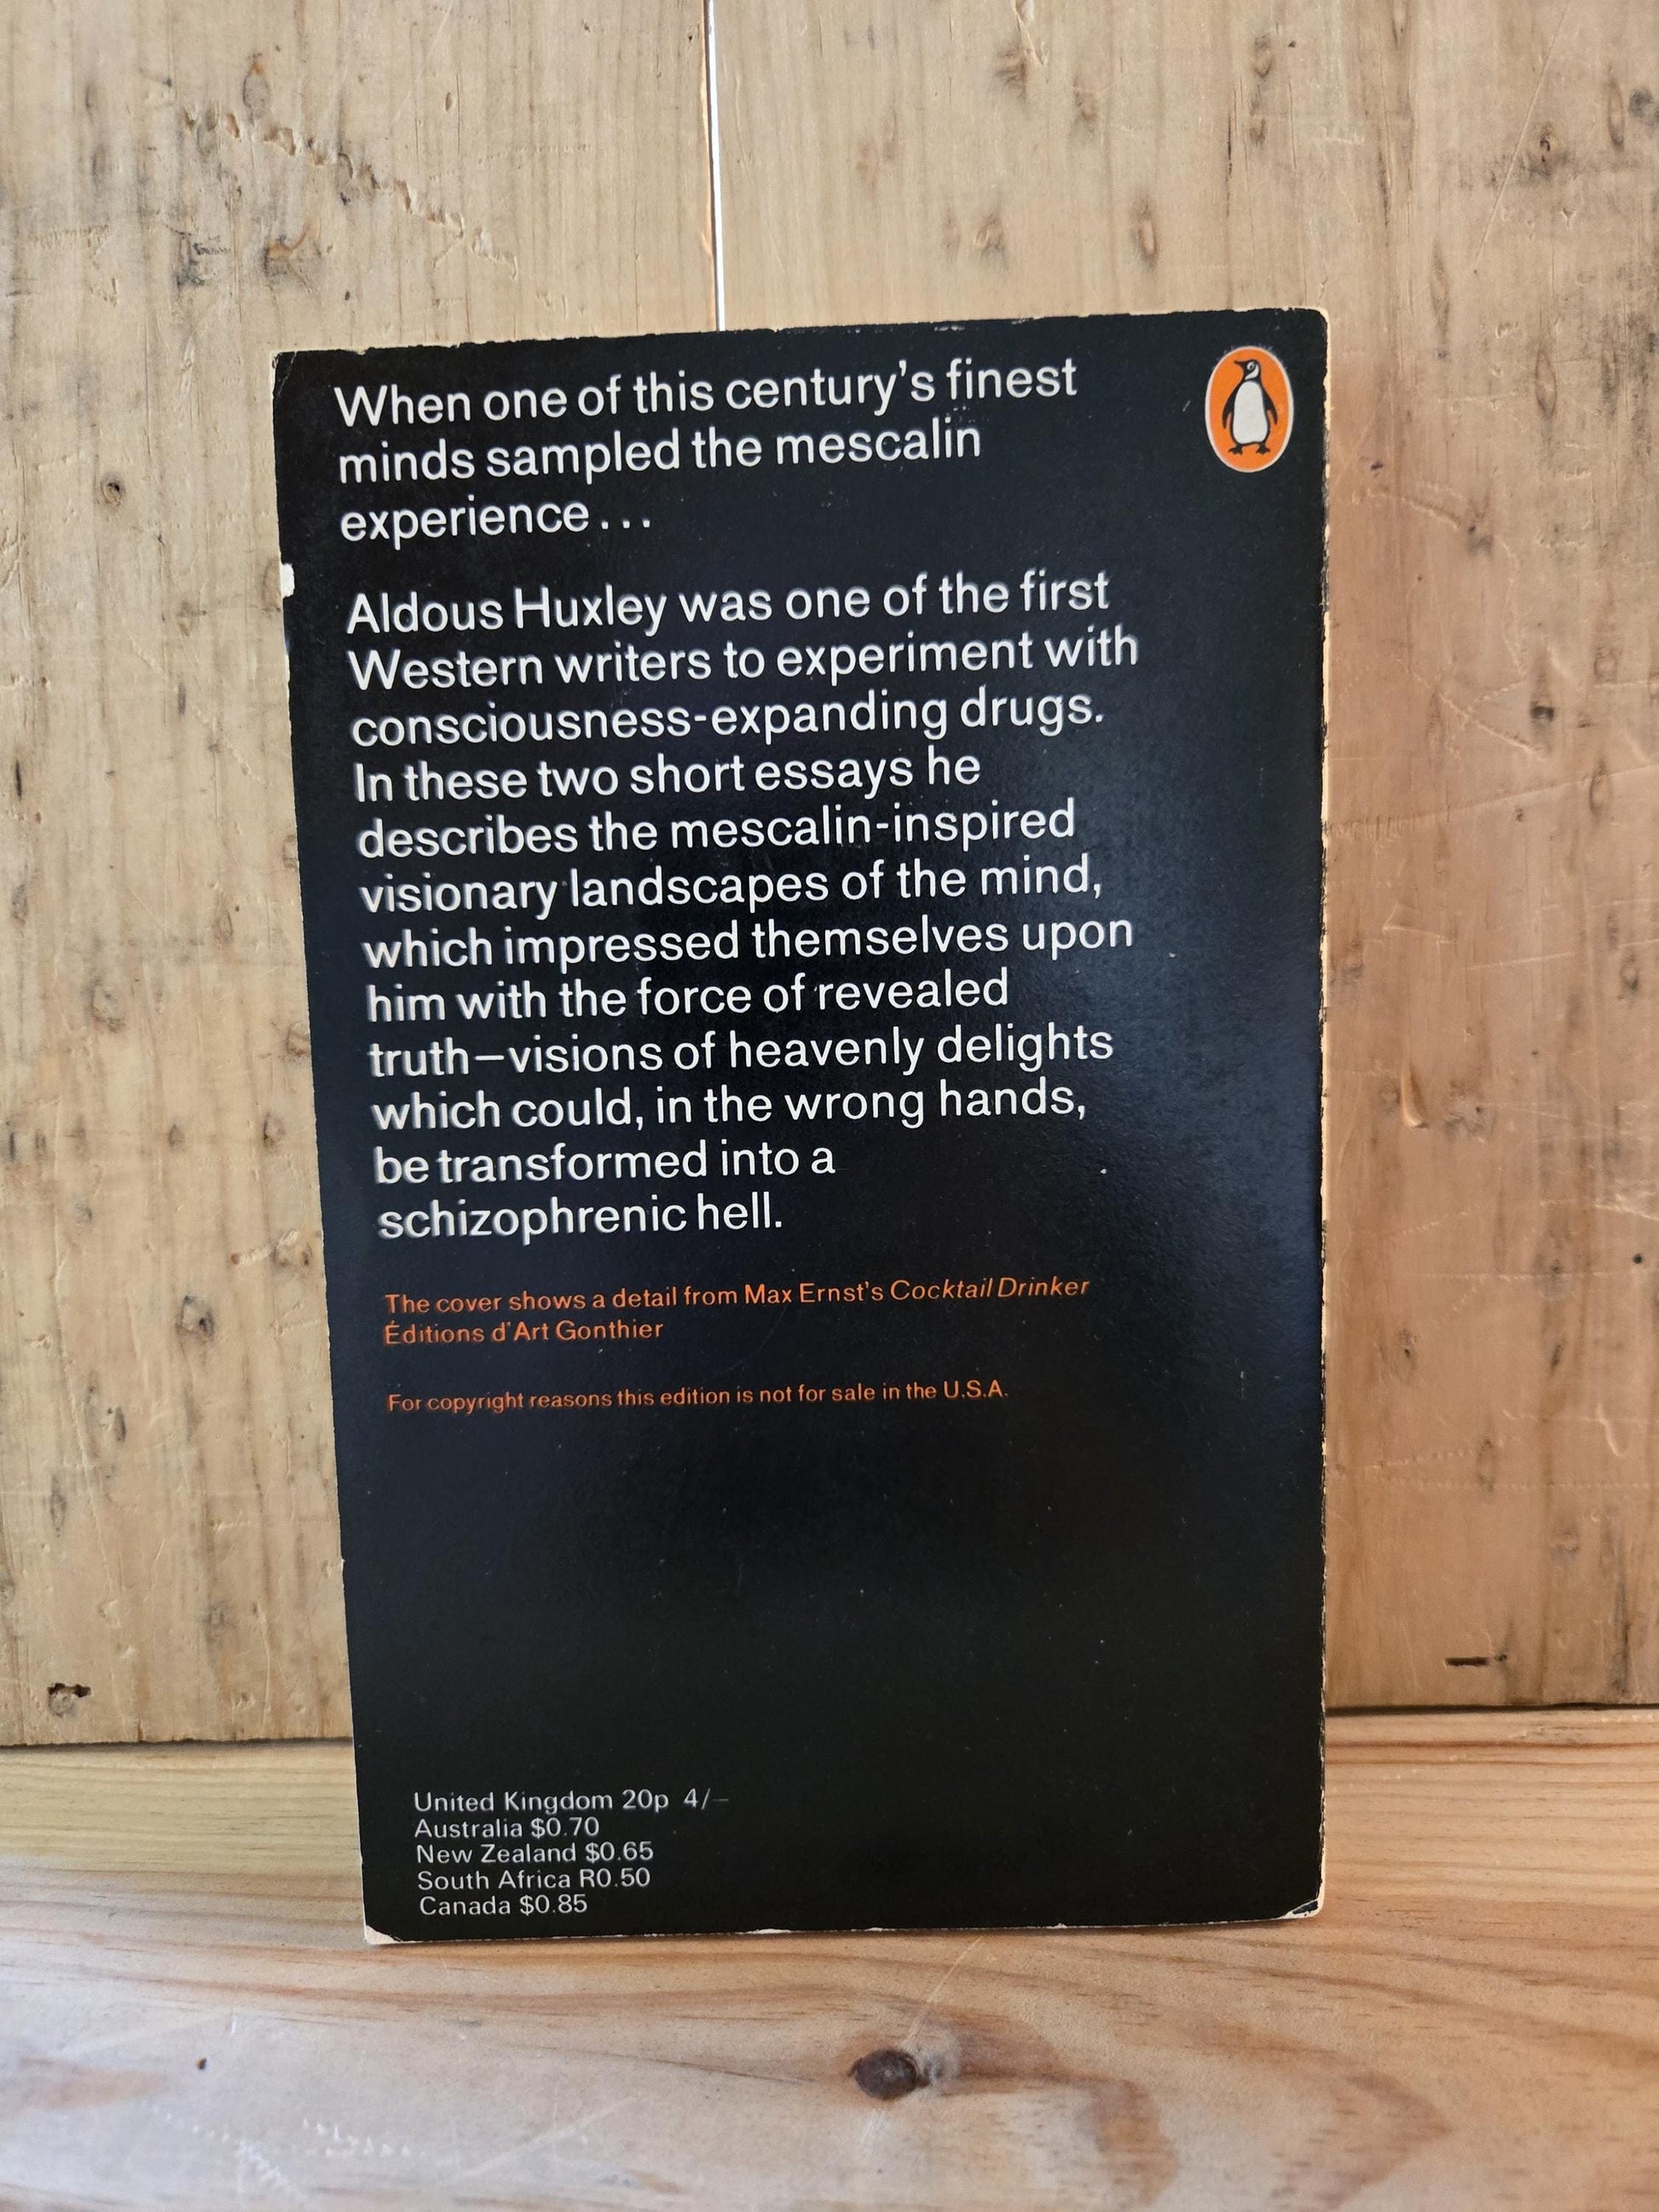 When one of this century's finest
minds sampled the mescalin
experience...
Aldous Huxley was one of the first
Western writers to experiment with
consciousness-expanding drugs.
In these two short essays he
describes the mescalin-inspired
visionary landscapes of the mind,
which impressed themselves upon
him with the force of revealed
truth—visions of heavenly delights
which could, in the wrong hands,
be transformed into a
schizophrenic hell.
The cover shows a detail from Max Ernst's Cocktail Drinker
Éditions d'Art Gonthier
For copyright reasons this edition is not for sale in the U.S.A.
United Kingdom 20p 4/–
Australia $0.70
New Zealand $0.65
South Africa R0.50
Canada $0.85